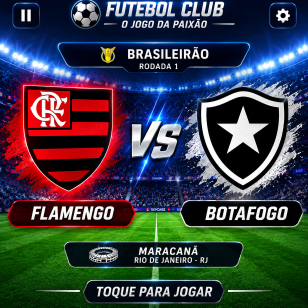 FUTEBOL CLUB
O JOGO DA PAIXÃO
BRASILEIRÃO
RODADA 1
CRF
VS
FLAMENGO
BOTAFOGO
MARACANÃ
RIO DE JANEIRO - RJ
TOQUE PARA JOGAR